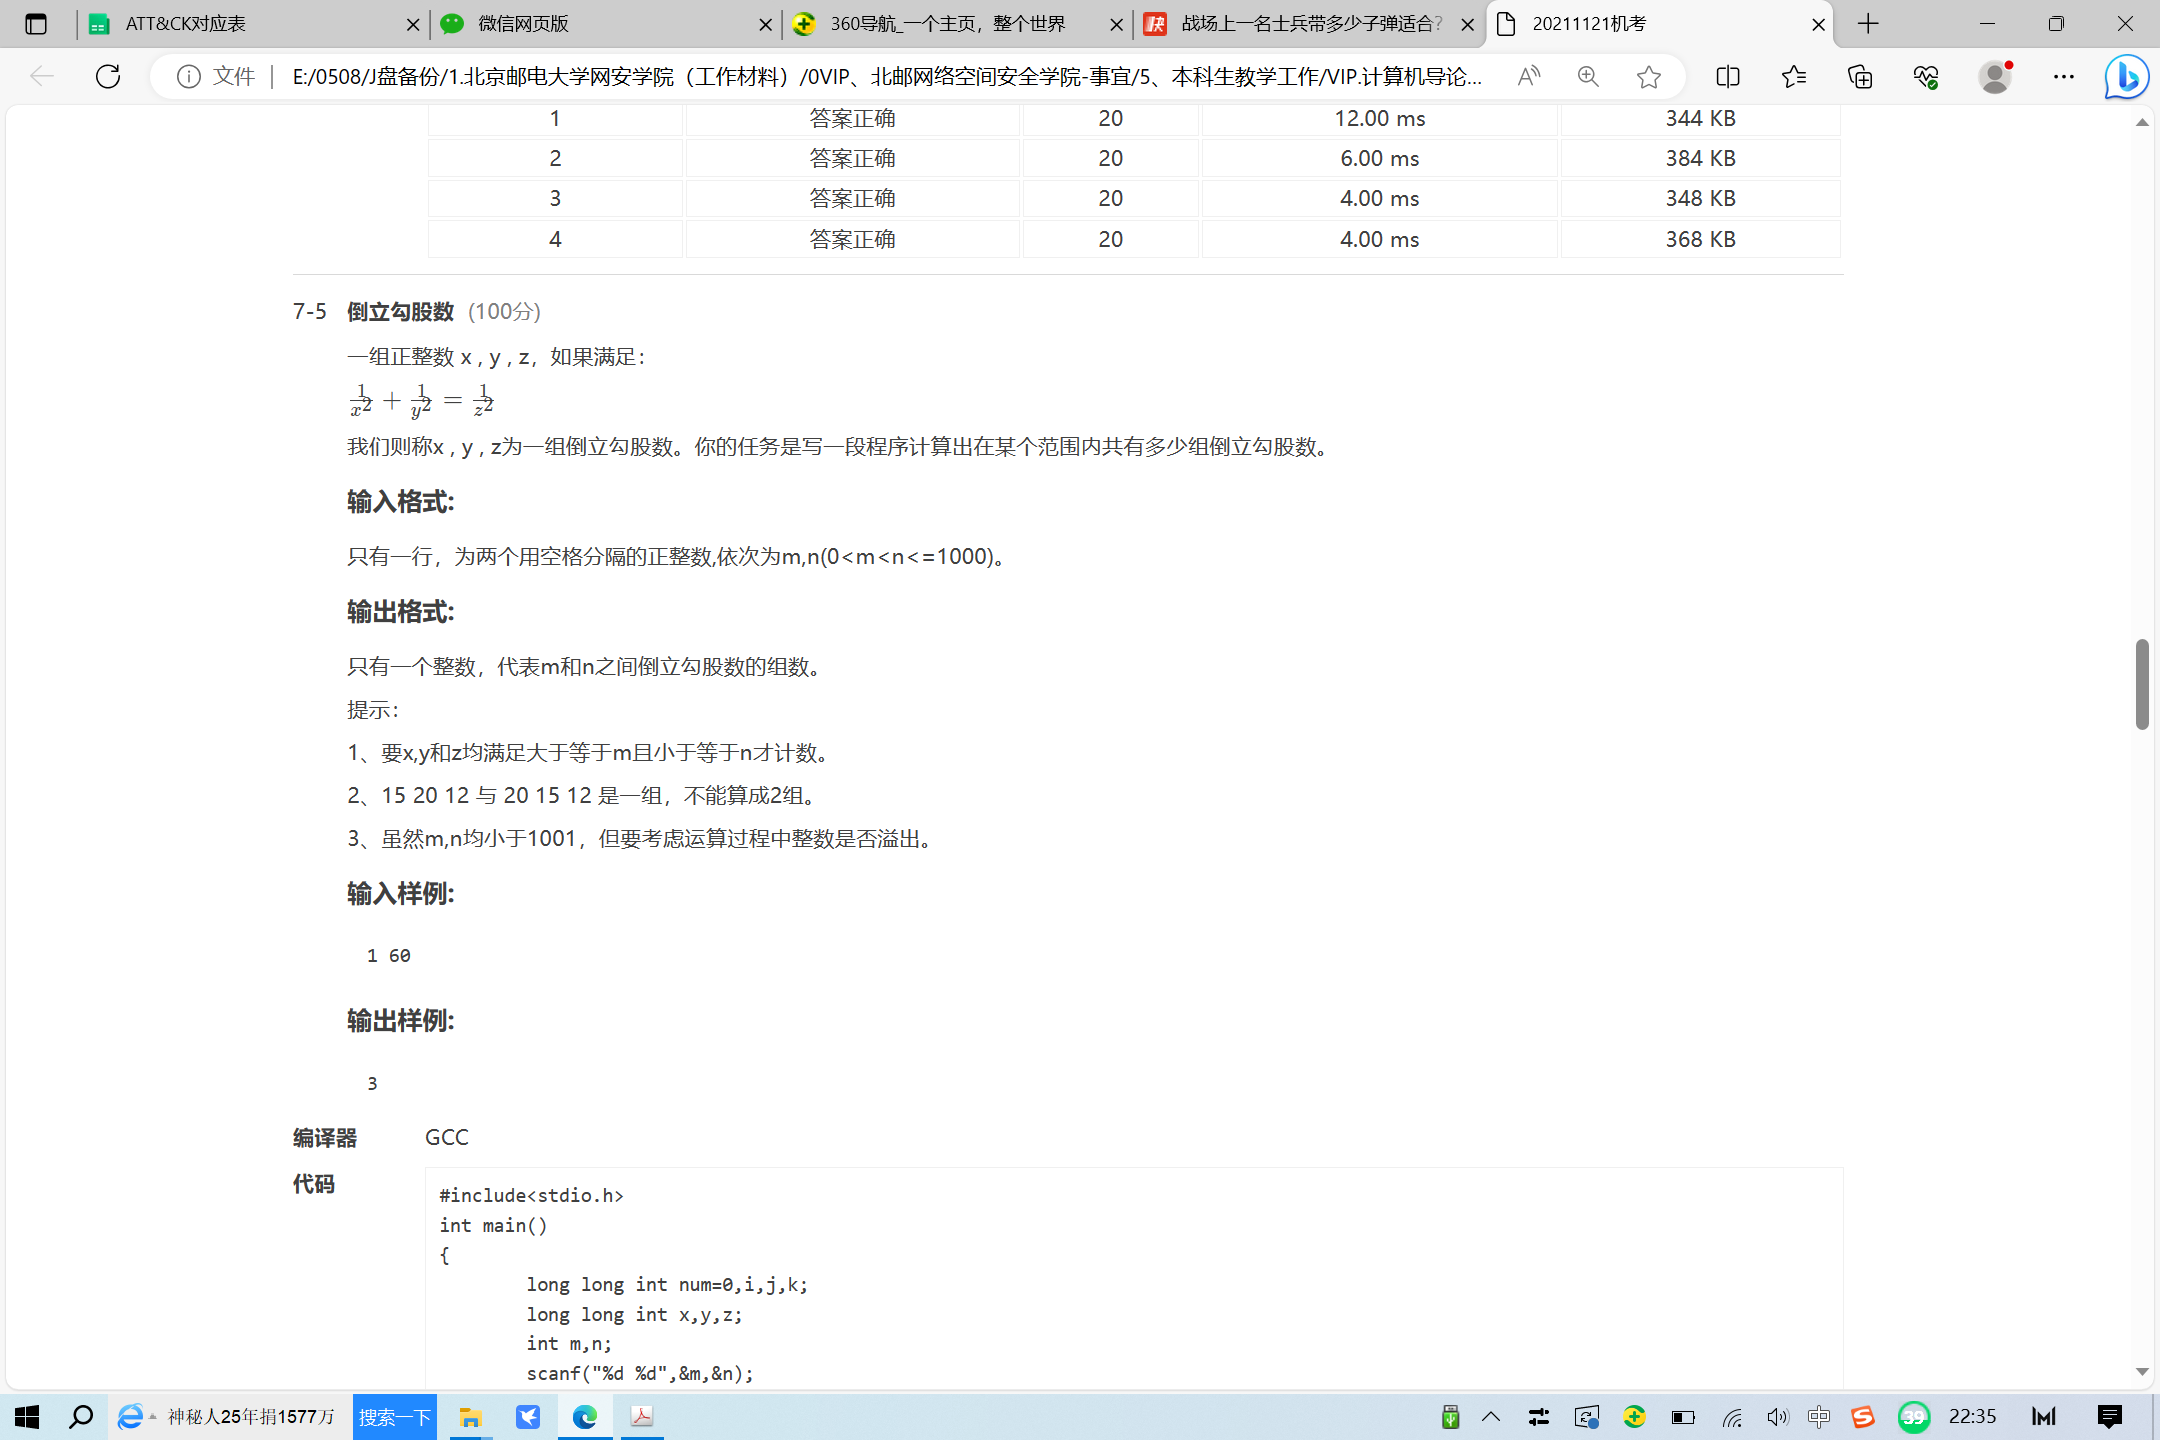 ATT&CK对应表
微信网页版
360导航_一个主页，整个世界
战场上一名士兵带多少子弹适合?
20211121机考
文件
E:/0508/J盘备份/1.北京邮电大学网安学院（工作材料）/0VIP、北邮网络空间安全学院-事宜/5、本科生教学工作/VIP.计算机导论...
1 答案正确 20 12.00 ms 344 KB
2 答案正确 20 6.00 ms 384 KB
3 答案正确 20 4.00 ms 348 KB
4 答案正确 20 4.00 ms 368 KB
7-5 倒立勾股数 (100分)
一组正整数 x , y , z，如果满足：
1/x² + 1/y² = 1/z²
我们则称x , y , z为一组倒立勾股数。你的任务是写一段程序计算出在某个范围内共有多少组倒立勾股数。
输入格式:
只有一行，为两个用空格分隔的正整数,依次为m,n(0<m<n<=1000)。
输出格式:
只有一个整数，代表m和n之间倒立勾股数的组数。
提示：
1、要x,y和z均满足大于等于m且小于等于n才计数。
2、15 20 12 与 20 15 12 是一组，不能算成2组。
3、虽然m,n均小于1001，但要考虑运算过程中整数是否溢出。
输入样例:
1 60
输出样例:
3
编译器 GCC
代码
#include<stdio.h>
int main()
{
long long int num=0,i,j,k;
long long int x,y,z;
int m,n;
scanf("%d %d",&m,&n);
神秘人25年捐1577万
搜索一下
中
39
22:35